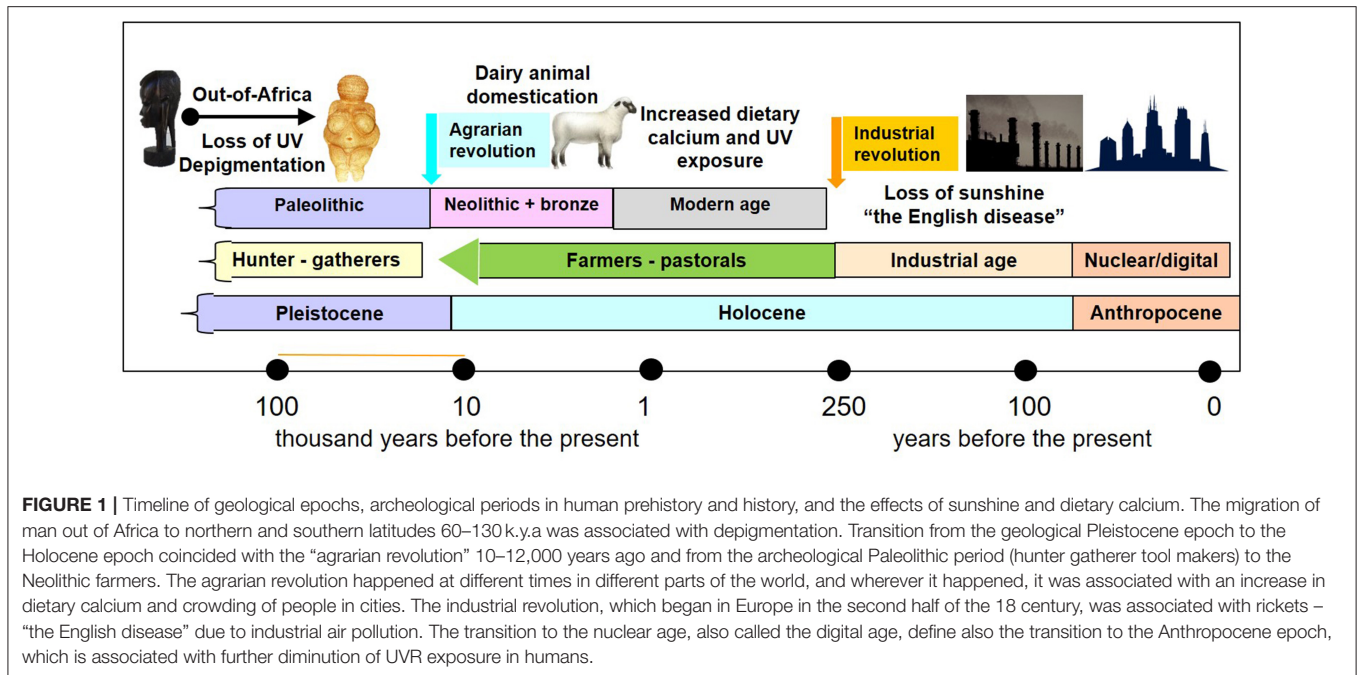 Out-of-Africa
Loss of UV
Depigmentation
Dairy animal
domestication
Agrarian
revolution
Increased dietary
calcium and UV
exposure
Industrial
revolution
Loss of sunshine
“the English disease”
Paleolithic
Neolithic + bronze
Modern age
Hunter - gatherers
Farmers - pastorals
Industrial age
Nuclear/digital
Pleistocene
Holocene
Anthropocene
100
10
1
250
100
0
thousand years before the present
years before the present
FIGURE 1 | Timeline of geological epochs, archeological periods in human prehistory and history, and the effects of sunshine and dietary calcium. The migration of
man out of Africa to northern and southern latitudes 60–130 k.y.a was associated with depigmentation. Transition from the geological Pleistocene epoch to the
Holocene epoch coincided with the “agrarian revolution” 10–12,000 years ago and from the archeological Paleolithic period (hunter gatherer tool makers) to the
Neolithic farmers. The agrarian revolution happened at different times in different parts of the world, and wherever it happened, it was associated with an increase in
dietary calcium and crowding of people in cities. The industrial revolution, which began in Europe in the second half of the 18 century, was associated with rickets –
“the English disease” due to industrial air pollution. The transition to the nuclear age, also called the digital age, define also the transition to the Anthropocene epoch,
which is associated with further diminution of UVR exposure in humans.